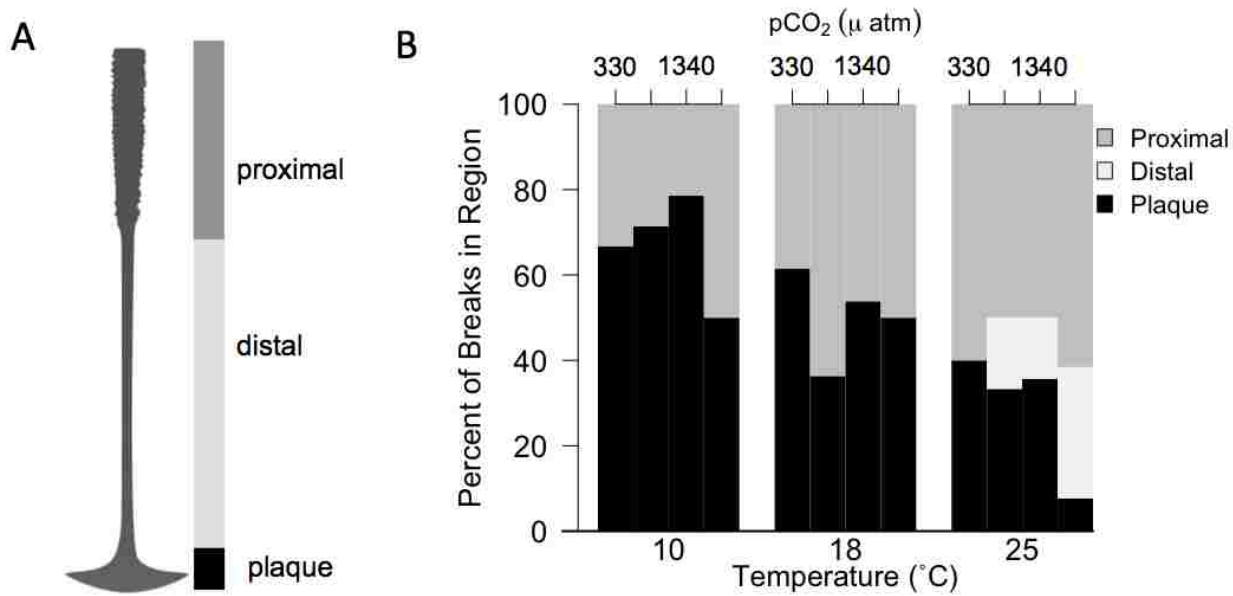 A
proximal
distal
plaque
B
pCO2 (μ atm)
330 1340 330 1340 330 1340
Percent of Breaks in Region
100
80
60
40
20
0
Proximal
Distal
Plaque
10 18 25
Temperature (˚C)